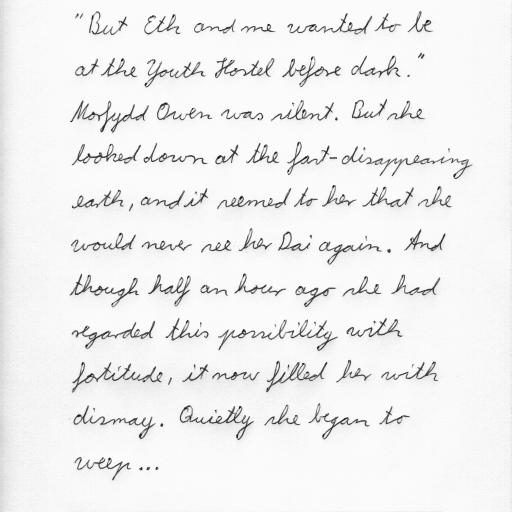 "But Eth and me wanted to be
at the Youth Hostel before dark."
Morfydd Owen was silent. But she
looked down at the fast-disappearing
earth, and it seemed to her that she
would never see her Dai again. And
though half an hour ago she had
regarded this possibility with
fortitude, it now filled her with
dismay. Quietly she began to
weep...